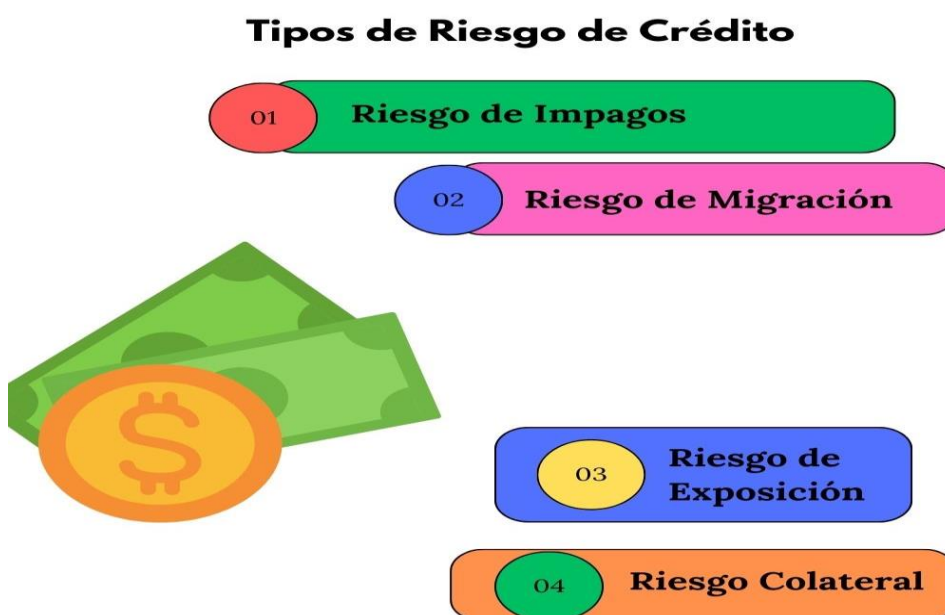 Tipos de Riesgo de Crédito
01 Riesgo de Impagos
02 Riesgo de Migración
$
03 Riesgo de
Exposición
04 Riesgo Colateral